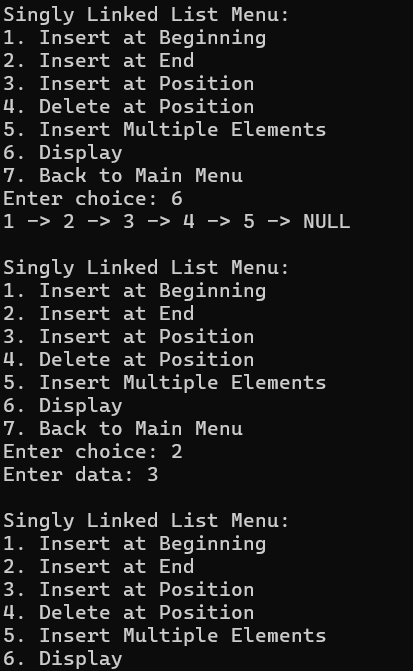 Singly Linked List Menu:
1. Insert at Beginning
2. Insert at End
3. Insert at Position
4. Delete at Position
5. Insert Multiple Elements
6. Display
7. Back to Main Menu
Enter choice: 6
1 -> 2 -> 3 -> 4 -> 5 -> NULL

Singly Linked List Menu:
1. Insert at Beginning
2. Insert at End
3. Insert at Position
4. Delete at Position
5. Insert Multiple Elements
6. Display
7. Back to Main Menu
Enter choice: 2
Enter data: 3

Singly Linked List Menu:
1. Insert at Beginning
2. Insert at End
3. Insert at Position
4. Delete at Position
5. Insert Multiple Elements
6. Display